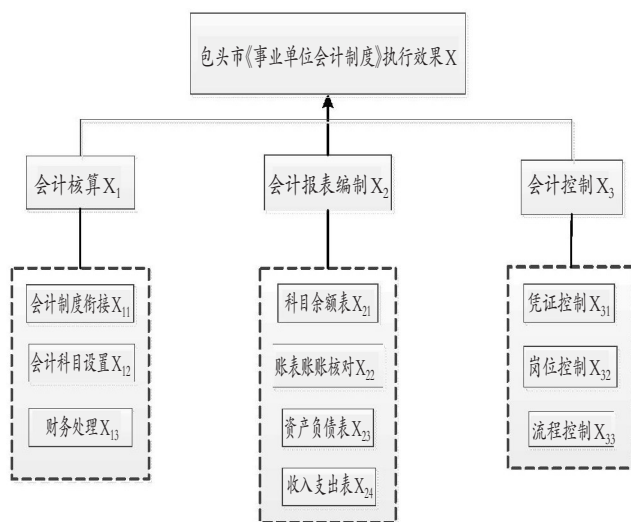 包头市《事业单位会计制度》执行效果X
会计核算X₁
会计报表编制X₂
会计控制X₃
会计制度衔接X₁₁
会计科目设置X₁₂
财务处理X₁₃
科目余额表X₂₁
账表账账核对X₂₂
资产负债表X₂₃
收入支出表X₂₄
凭证控制X₃₁
岗位控制X₃₂
流程控制X₃₃